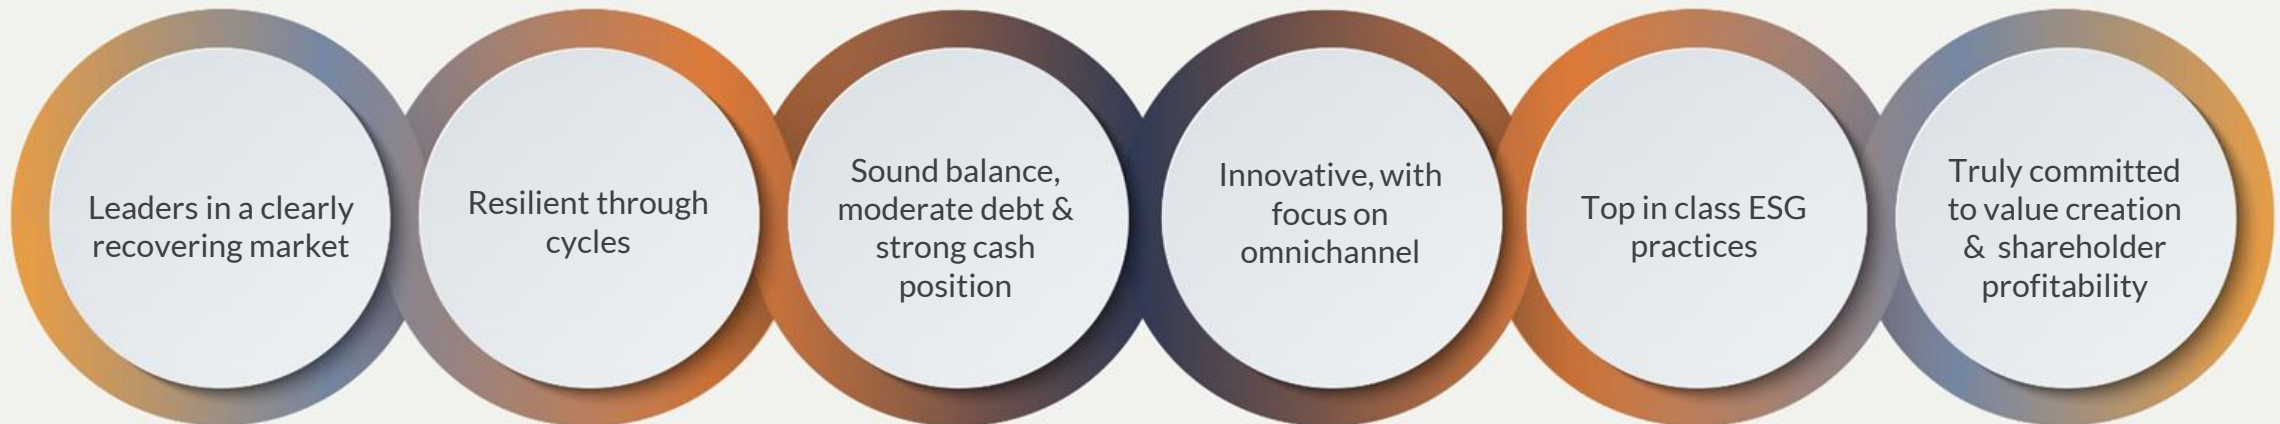 Leaders in a clearly
recovering market
Resilient through
cycles
Sound balance,
moderate debt &
strong cash
position
Innovative, with
focus on
omnichannel
Top in class ESG
practices
Truly committed
to value creation
& shareholder
profitability